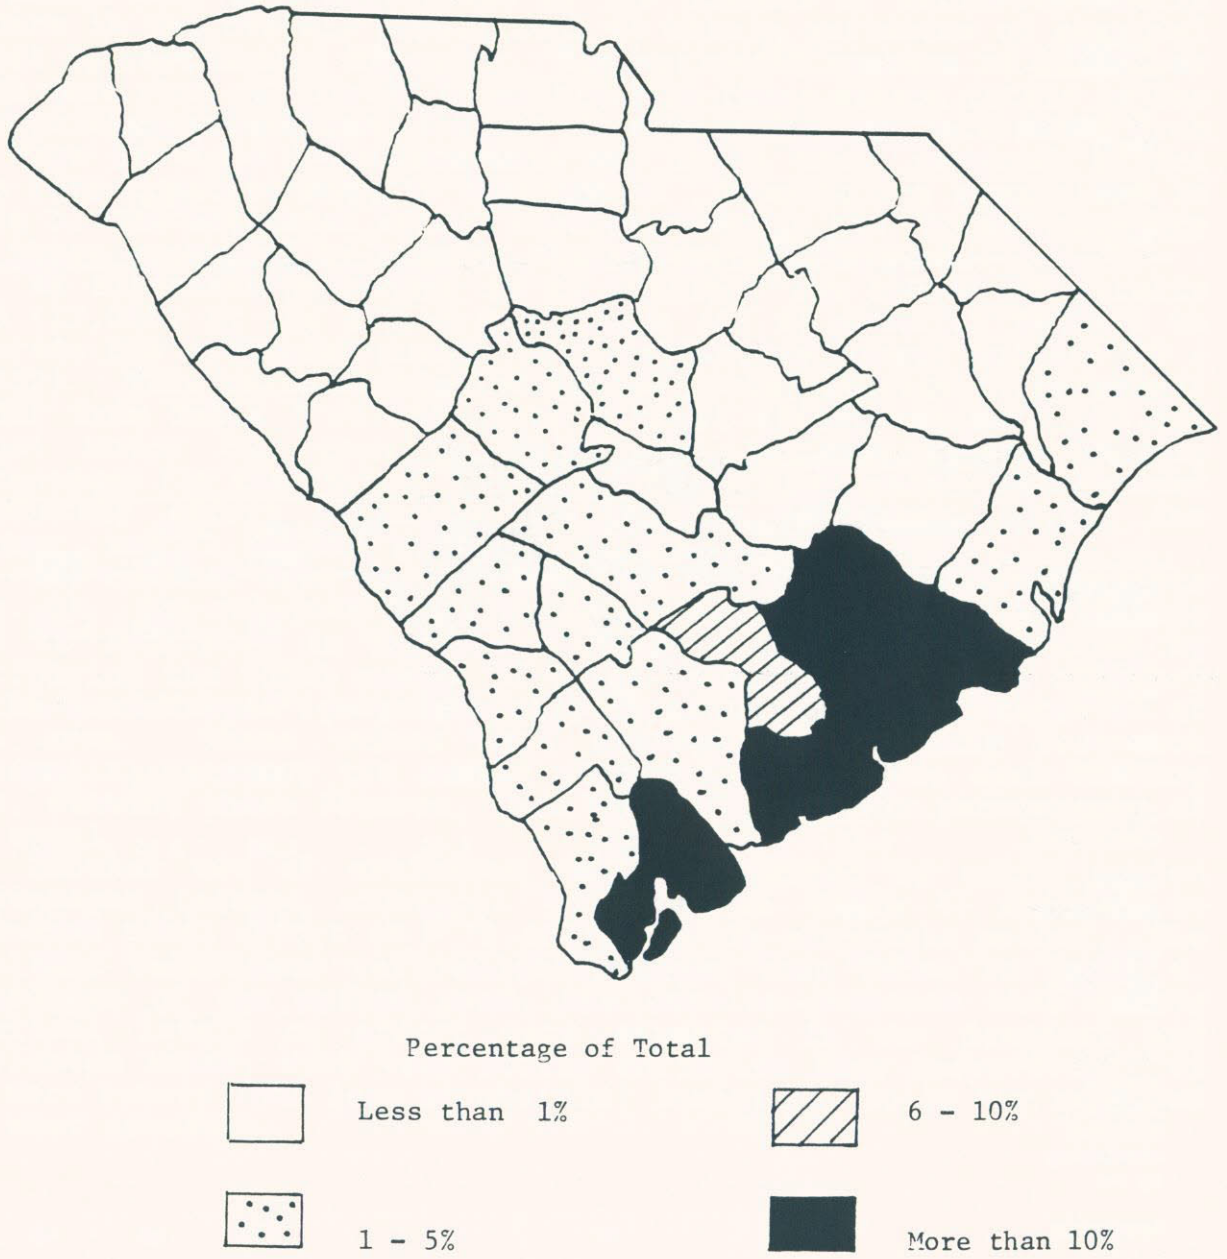 Percentage of Total
Less than 1%
6 - 10%
1 - 5%
More than 10%